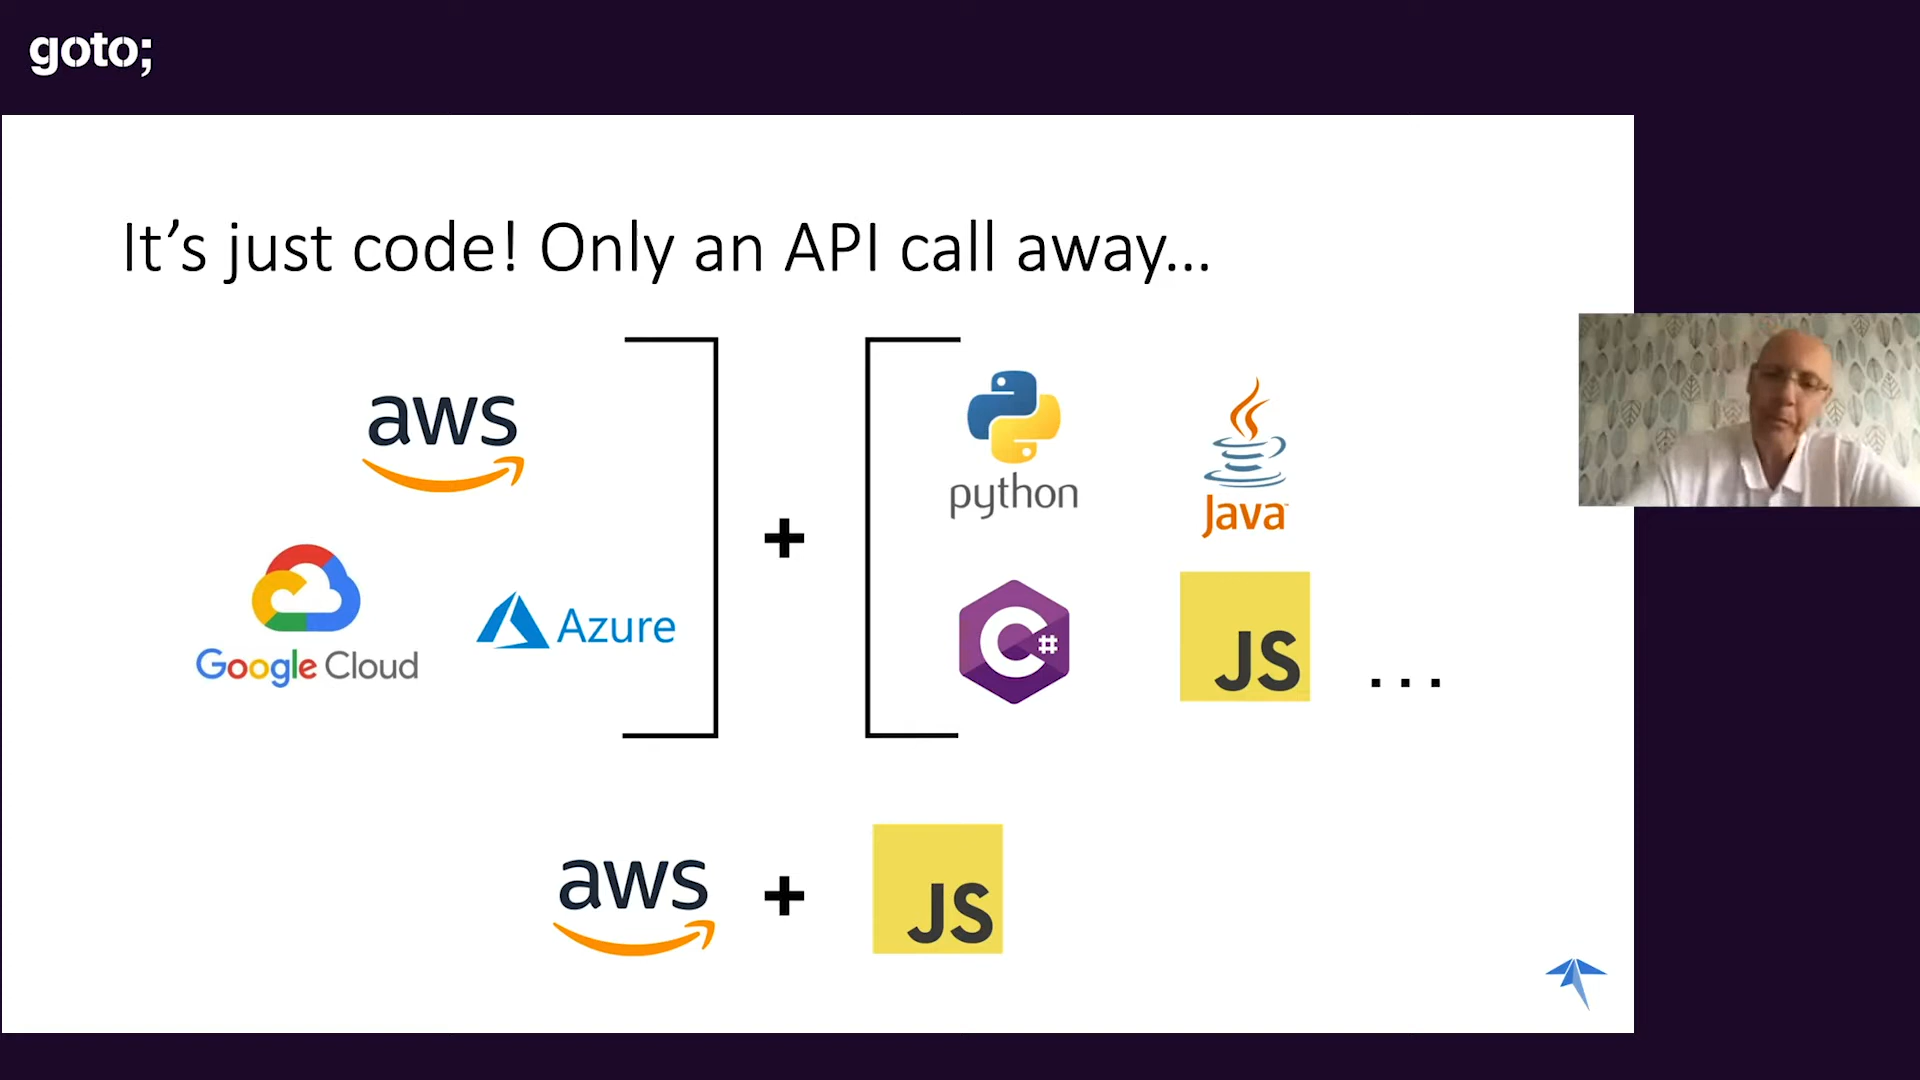 goto;
It's just code! Only an API call away...
aws
Google Cloud
Azure
+
python
Java
C#
JS
...
aws + JS